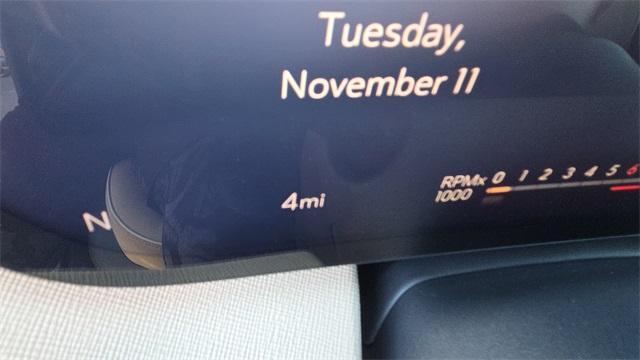 Tuesday,
November 11
N
4mi
RPMx 0 1 2 3 4 5 6
1000